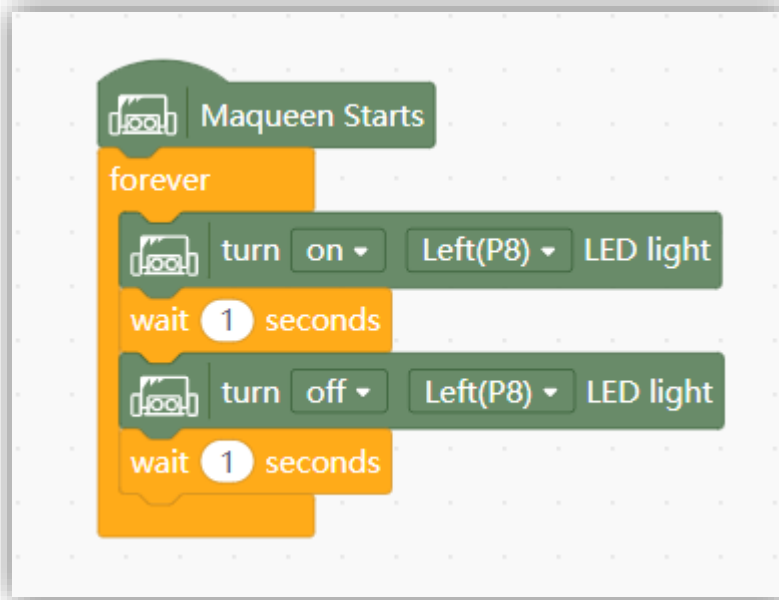 Maqueen Starts
forever
turn on Left(P8) LED light
wait 1 seconds
turn off Left(P8) LED light
wait 1 seconds